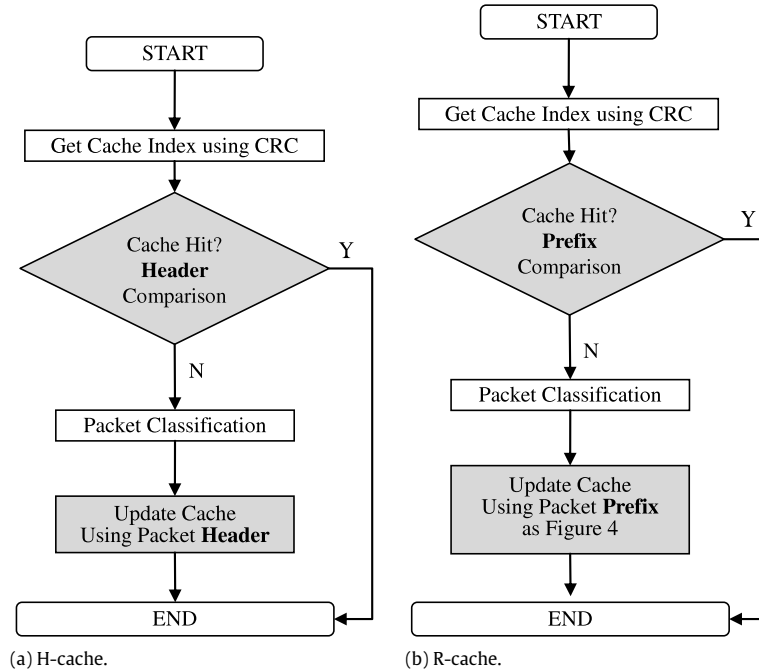 START
Get Cache Index using CRC
Cache Hit?
Header
Comparison
Y
N
Packet Classification
Update Cache
Using Packet Header
END
(a) H-cache.
START
Get Cache Index using CRC
Cache Hit?
Prefix
Comparison
Y
N
Packet Classification
Update Cache
Using Packet Prefix
as Figure 4
END
(b) R-cache.